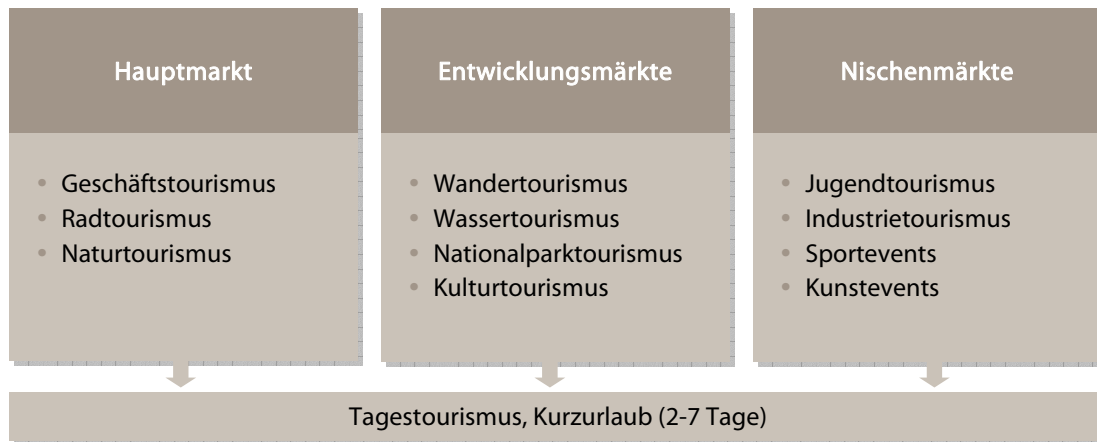 Hauptmarkt
• Geschäftstourismus
• Radtourismus
• Naturtourismus
Entwicklungsmärkte
• Wandertourismus
• Wassertourismus
• Nationalparktourismus
• Kulturtourismus
Nischenmärkte
• Jugendtourismus
• Industrietourismus
• Sportevents
• Kunstevents
Tagestourismus, Kurzurlaub (2-7 Tage)